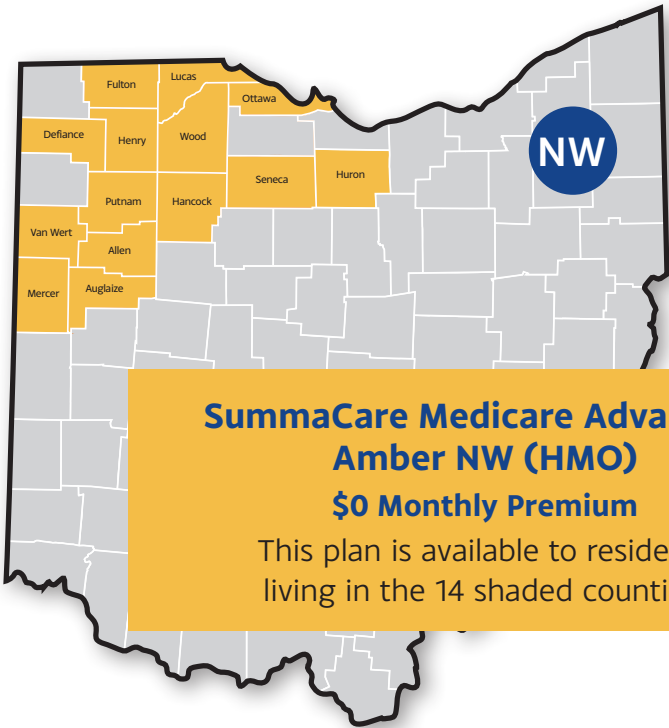 Lucas
Fulton
Ottawa
Defiance
Henry
Wood
NW
Seneca
Huron
Putnam
Hancock
Van Wert
Allen
Mercer
Auglaize
SummaCare Medicare Adva
Amber NW (HMO)
$0 Monthly Premium
This plan is available to reside
living in the 14 shaded counti